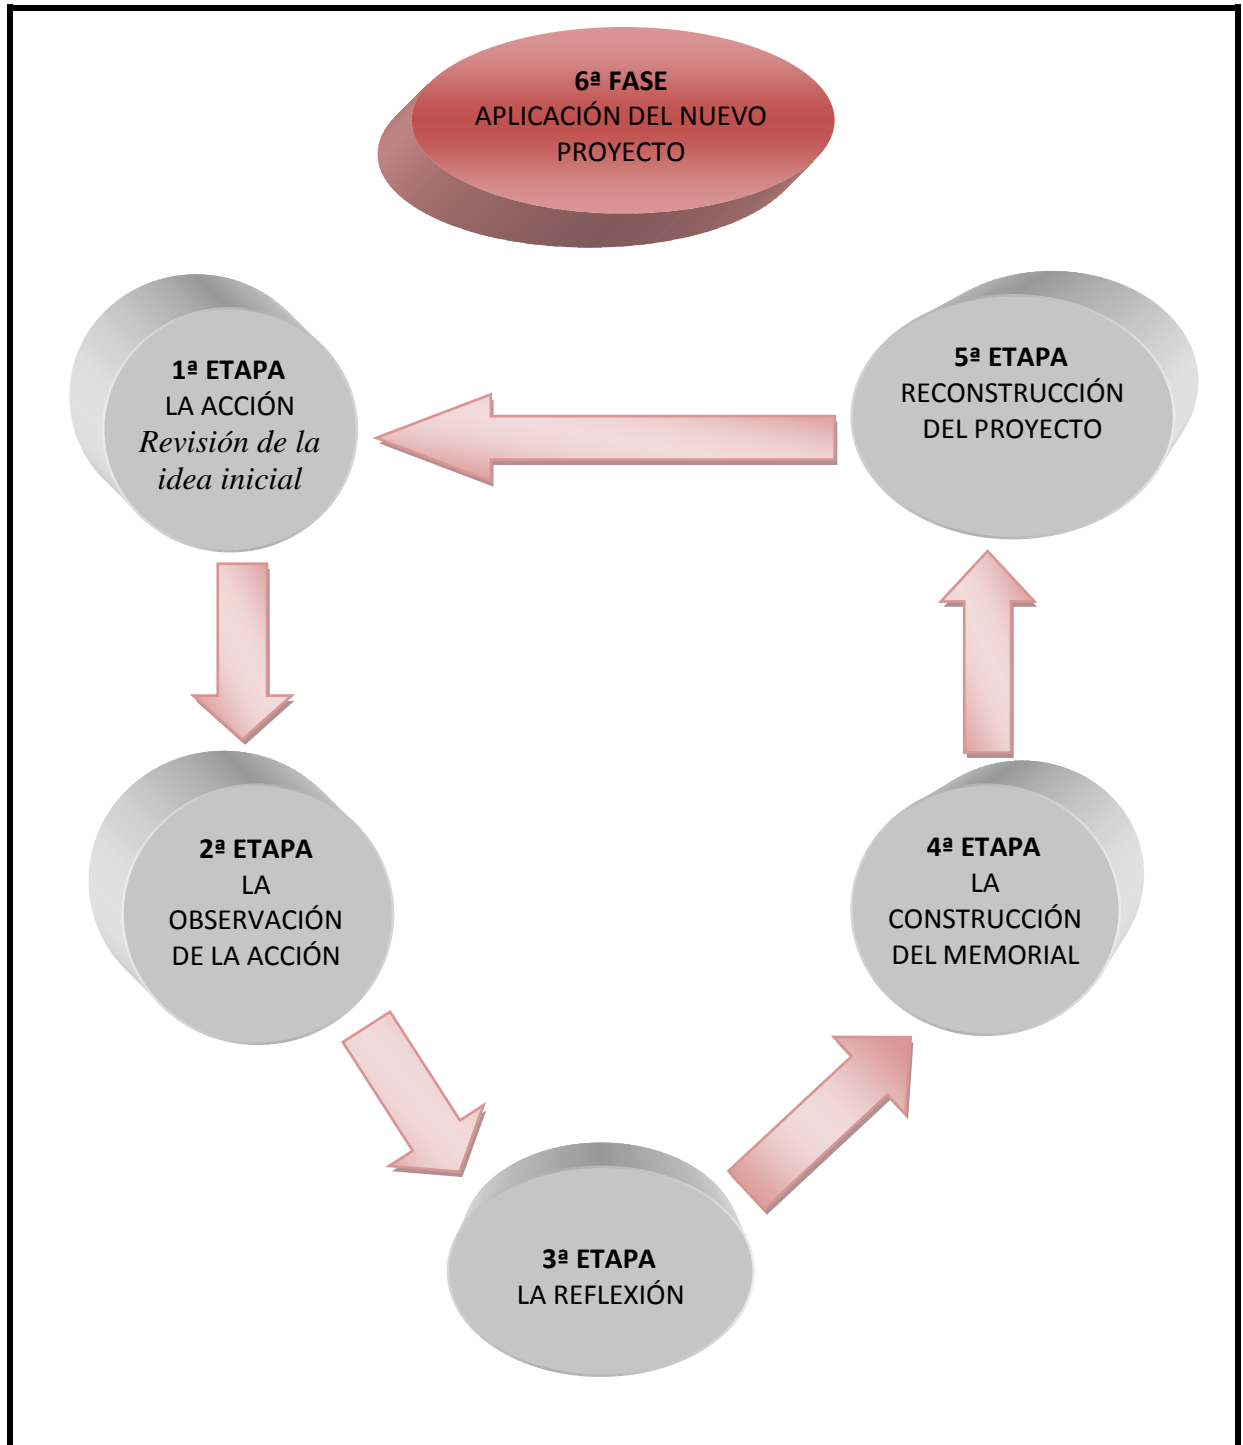 6ª FASE
APLICACIÓN DEL NUEVO
PROYECTO
1ª ETAPA
LA ACCIÓN
Revisión de la
idea inicial
5ª ETAPA
RECONSTRUCCIÓN
DEL PROYECTO
2ª ETAPA
LA
OBSERVACIÓN
DE LA ACCIÓN
4ª ETAPA
LA
CONSTRUCCIÓN
DEL MEMORIAL
3ª ETAPA
LA REFLEXIÓN